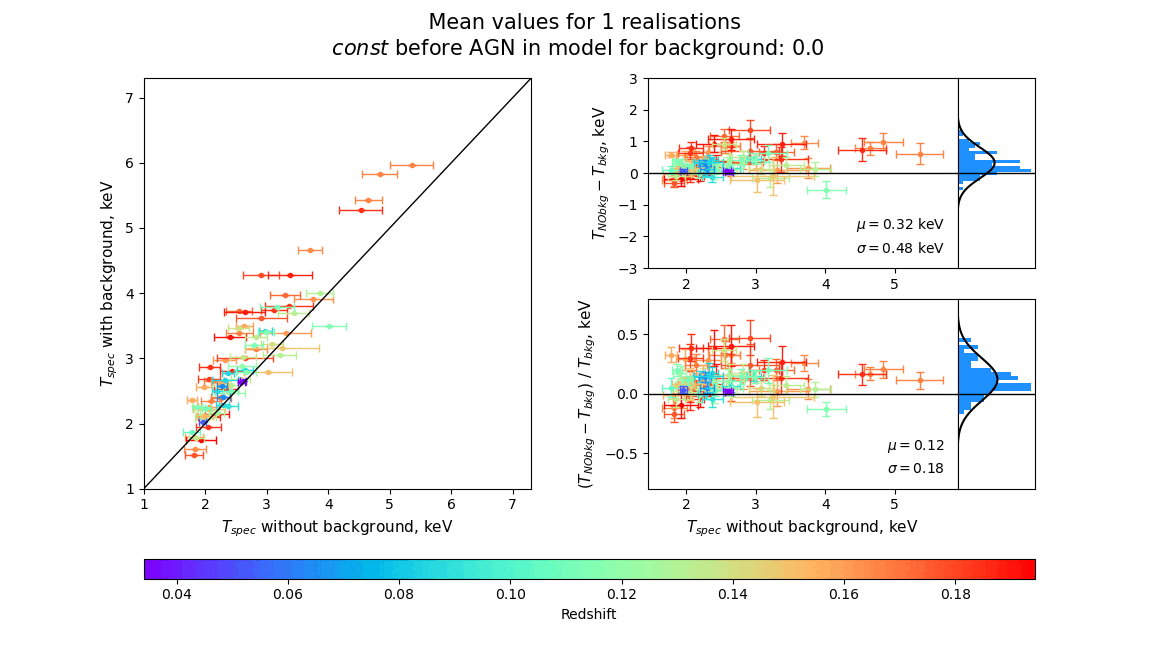 Mean values for 1 realisations
const before AGN in model for background: 0.0
7
6
5
4
3
2
1
T_spec with background, keV
1 2 3 4 5 6 7
T_spec without background, keV
3
2
1
0
−1
−2
−3
T_NObkg − T_bkg, keV
μ = 0.32 keV
σ = 0.48 keV
2 3 4 5
0.5
0.0
−0.5
(T_NObkg − T_bkg) / T_bkg, keV
μ = 0.12
σ = 0.18
2 3 4 5
T_spec without background, keV
0.04 0.06 0.08 0.10 0.12 0.14 0.16 0.18
Redshift